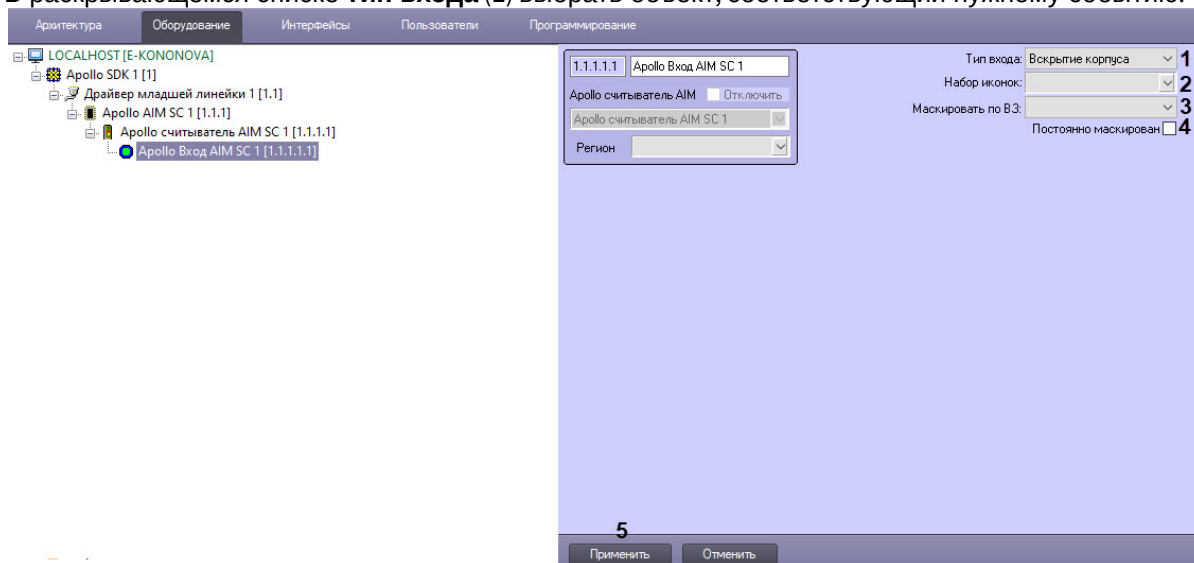 В раскрывающемся списке Тип входа (1) выбрать объект, соответствующий нужному событию.
Архитектура Оборудование Интерфейсы Пользователи Программирование
LOCALHOST [E-KONONOVA]
Apollo SDK 1 [1]
Драйвер младшей линейки 1 [1.1]
Apollo AIM SC 1 [1.1.1]
Apollo считыватель AIM SC 1 [1.1.1.1]
Apollo Вход AIM SC 1 [1.1.1.1.1]
1.1.1.1.1 Apollo Вход AIM SC 1
Apollo считыватель AIM Отключить
Apollo считыватель AIM SC 1
Регион
Тип входа: Вскрытие корпуса 1
Набор иконок: 2
Маскировать по ВЗ: 3
Постоянно маскирован 4
5
Применить Отменить